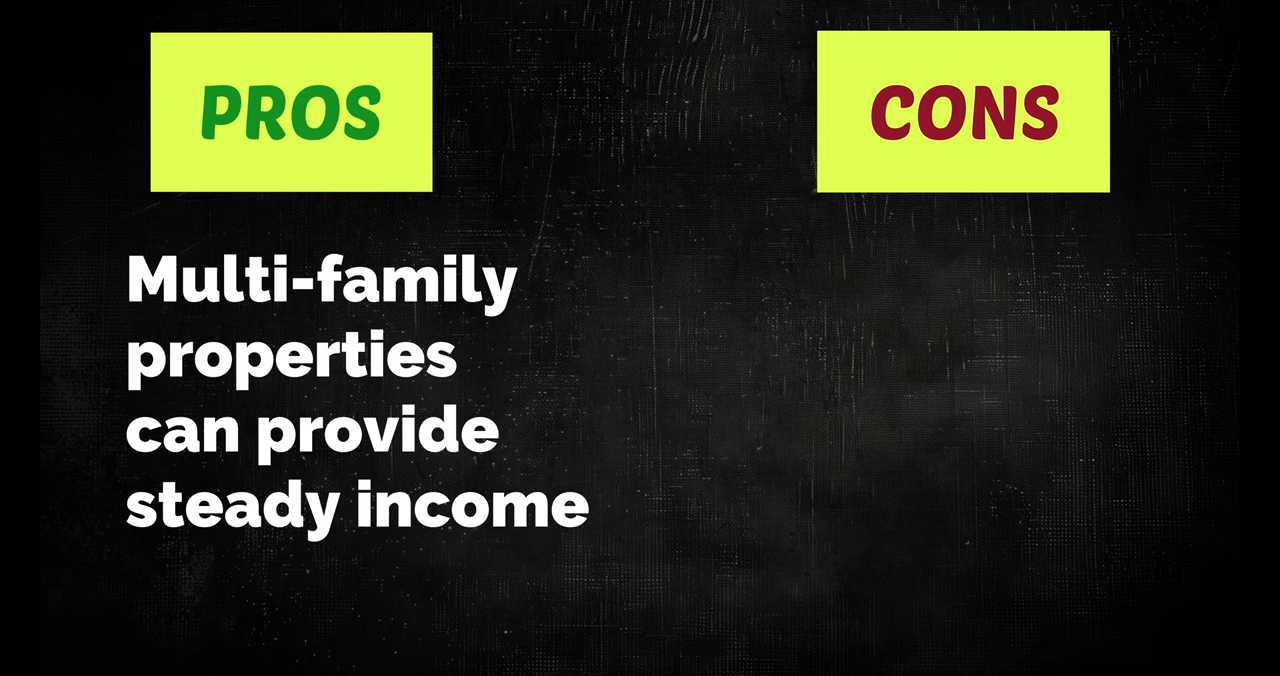 PROS
CONS
Multi-family
properties
can provide
steady income